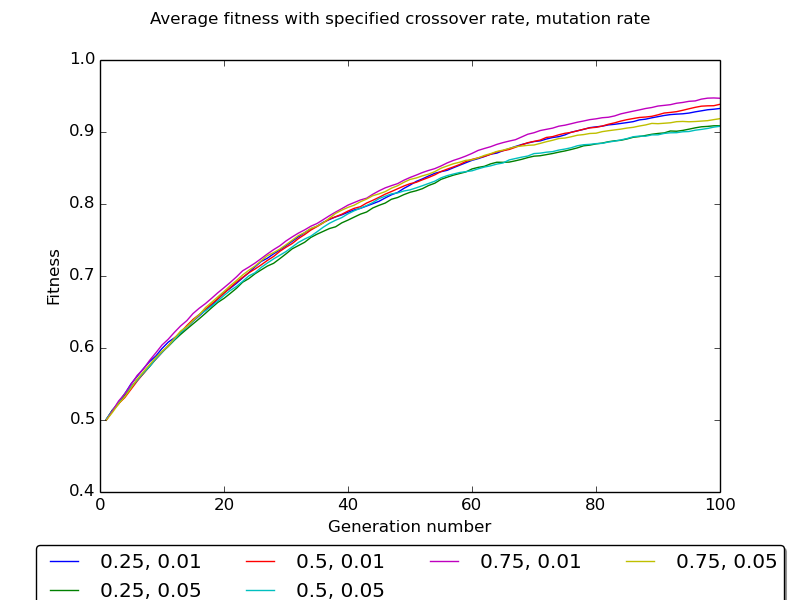 Average fitness with specified crossover rate, mutation rate
1.0
0.9
0.8
0.7
0.6
0.5
0.4
Fitness
0 20 40 60 80 100
Generation number
0.25, 0.01 0.5, 0.01 0.75, 0.01 0.75, 0.05
0.25, 0.05 0.5, 0.05